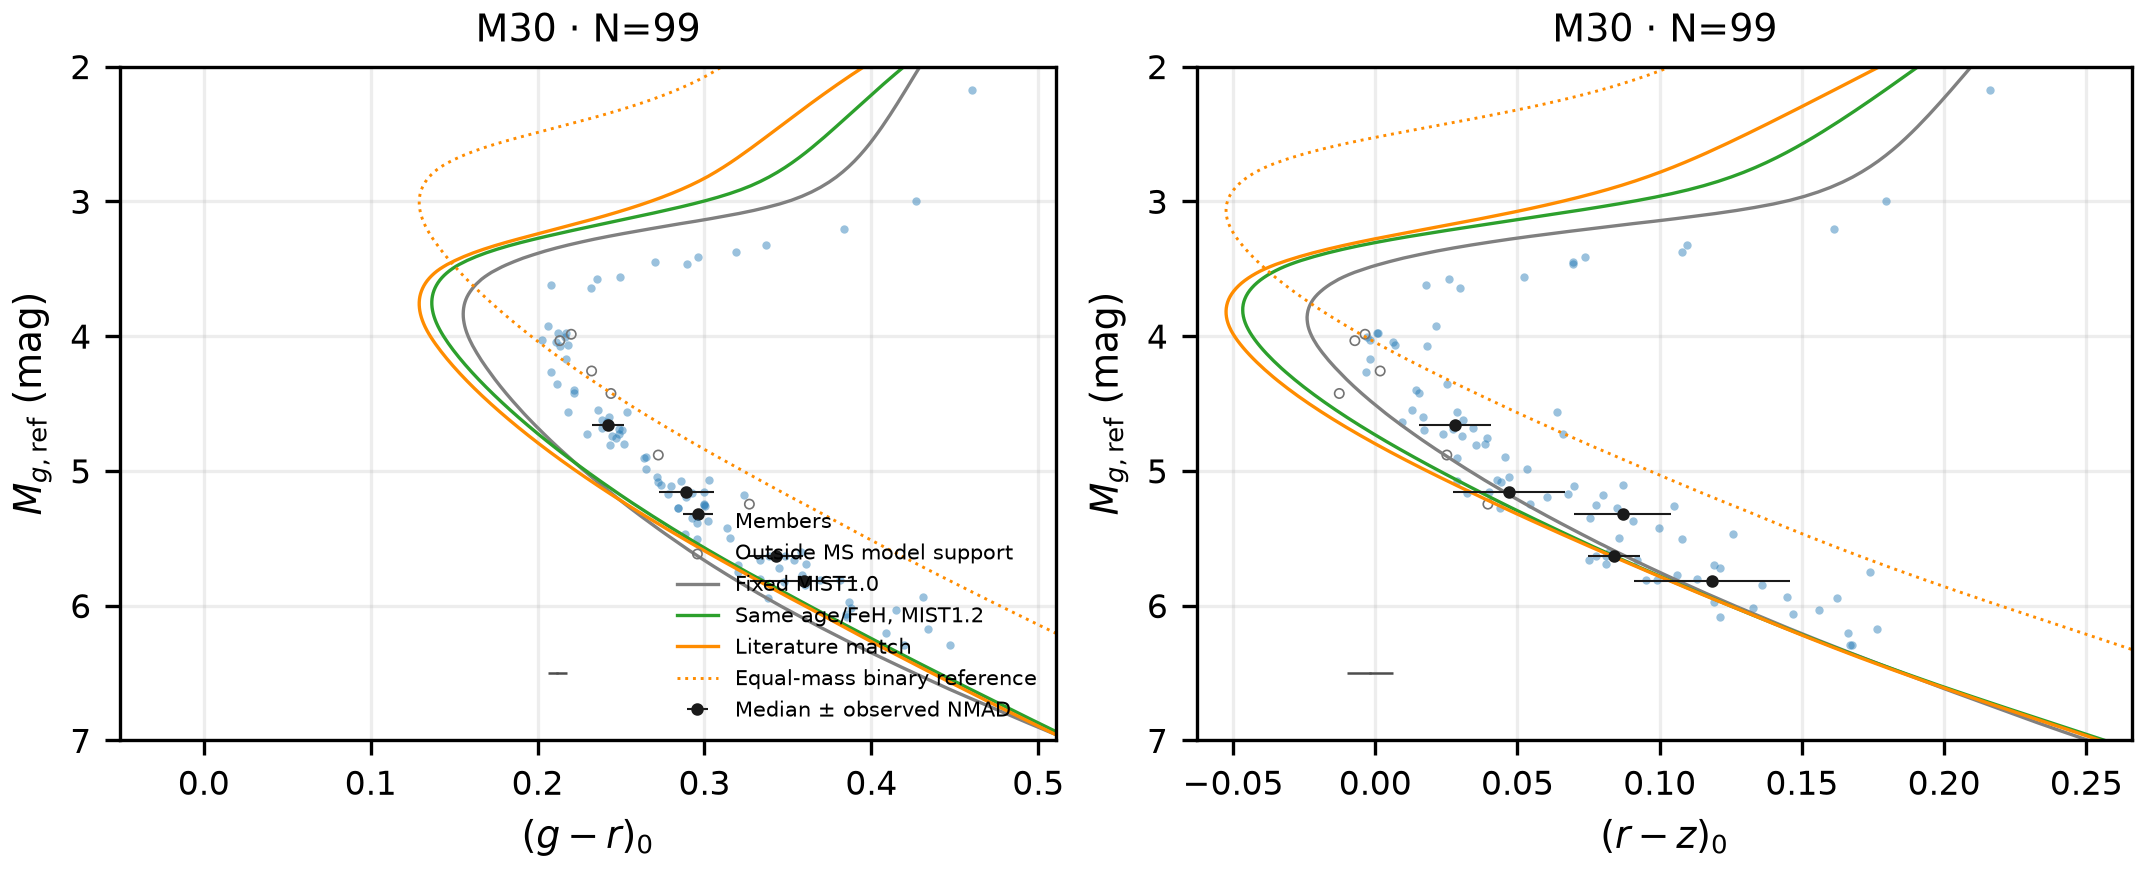 M30 · N=99
2
3
4
5
6
7
M_g,ref (mag)
0.0 0.1 0.2 0.3 0.4 0.5
(g − r)₀
Members
Outside MS model support
Fixed MIST1.0
Same age/FeH, MIST1.2
Literature match
Equal-mass binary reference
Median ± observed NMAD
M30 · N=99
2
3
4
5
6
7
M_g,ref (mag)
−0.05 0.00 0.05 0.10 0.15 0.20 0.25
(r − z)₀